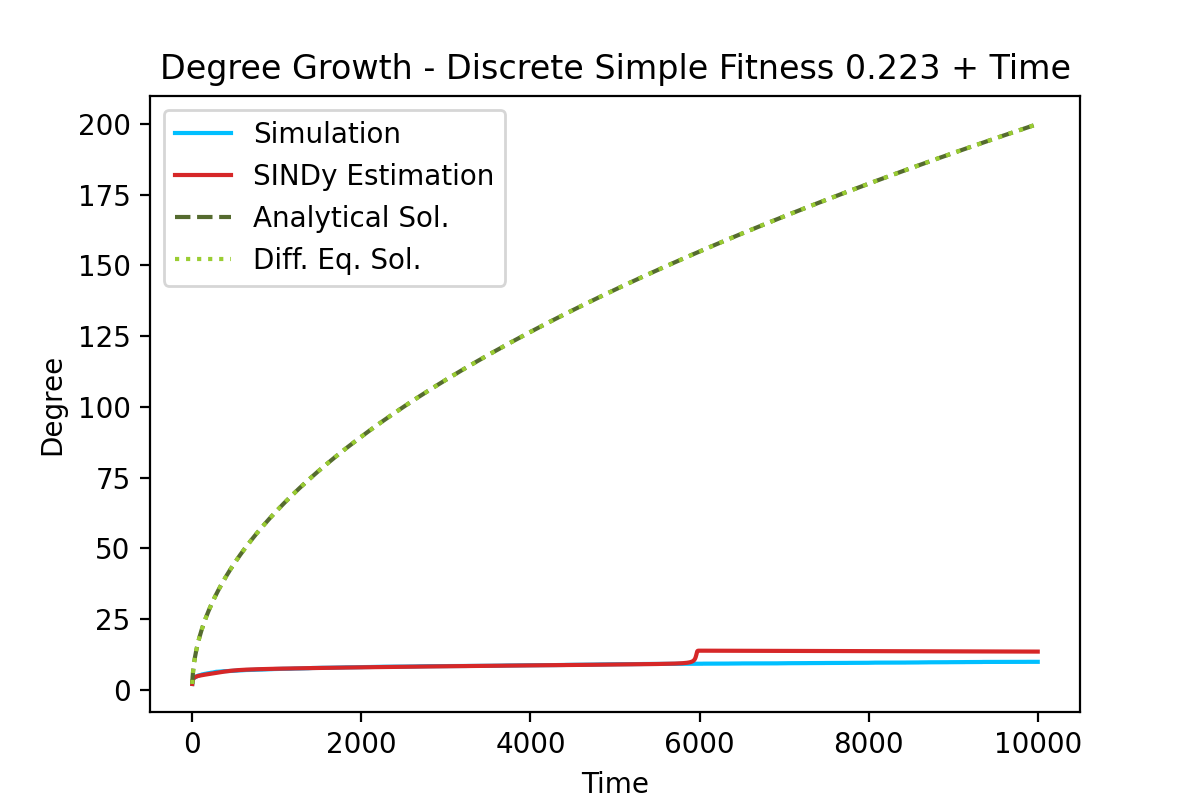 Degree Growth - Discrete Simple Fitness 0.223 + Time
Simulation
SINDy Estimation
Analytical Sol.
Diff. Eq. Sol.
200
175
150
125
100
75
50
25
0
Degree
0 2000 4000 6000 8000 10000
Time